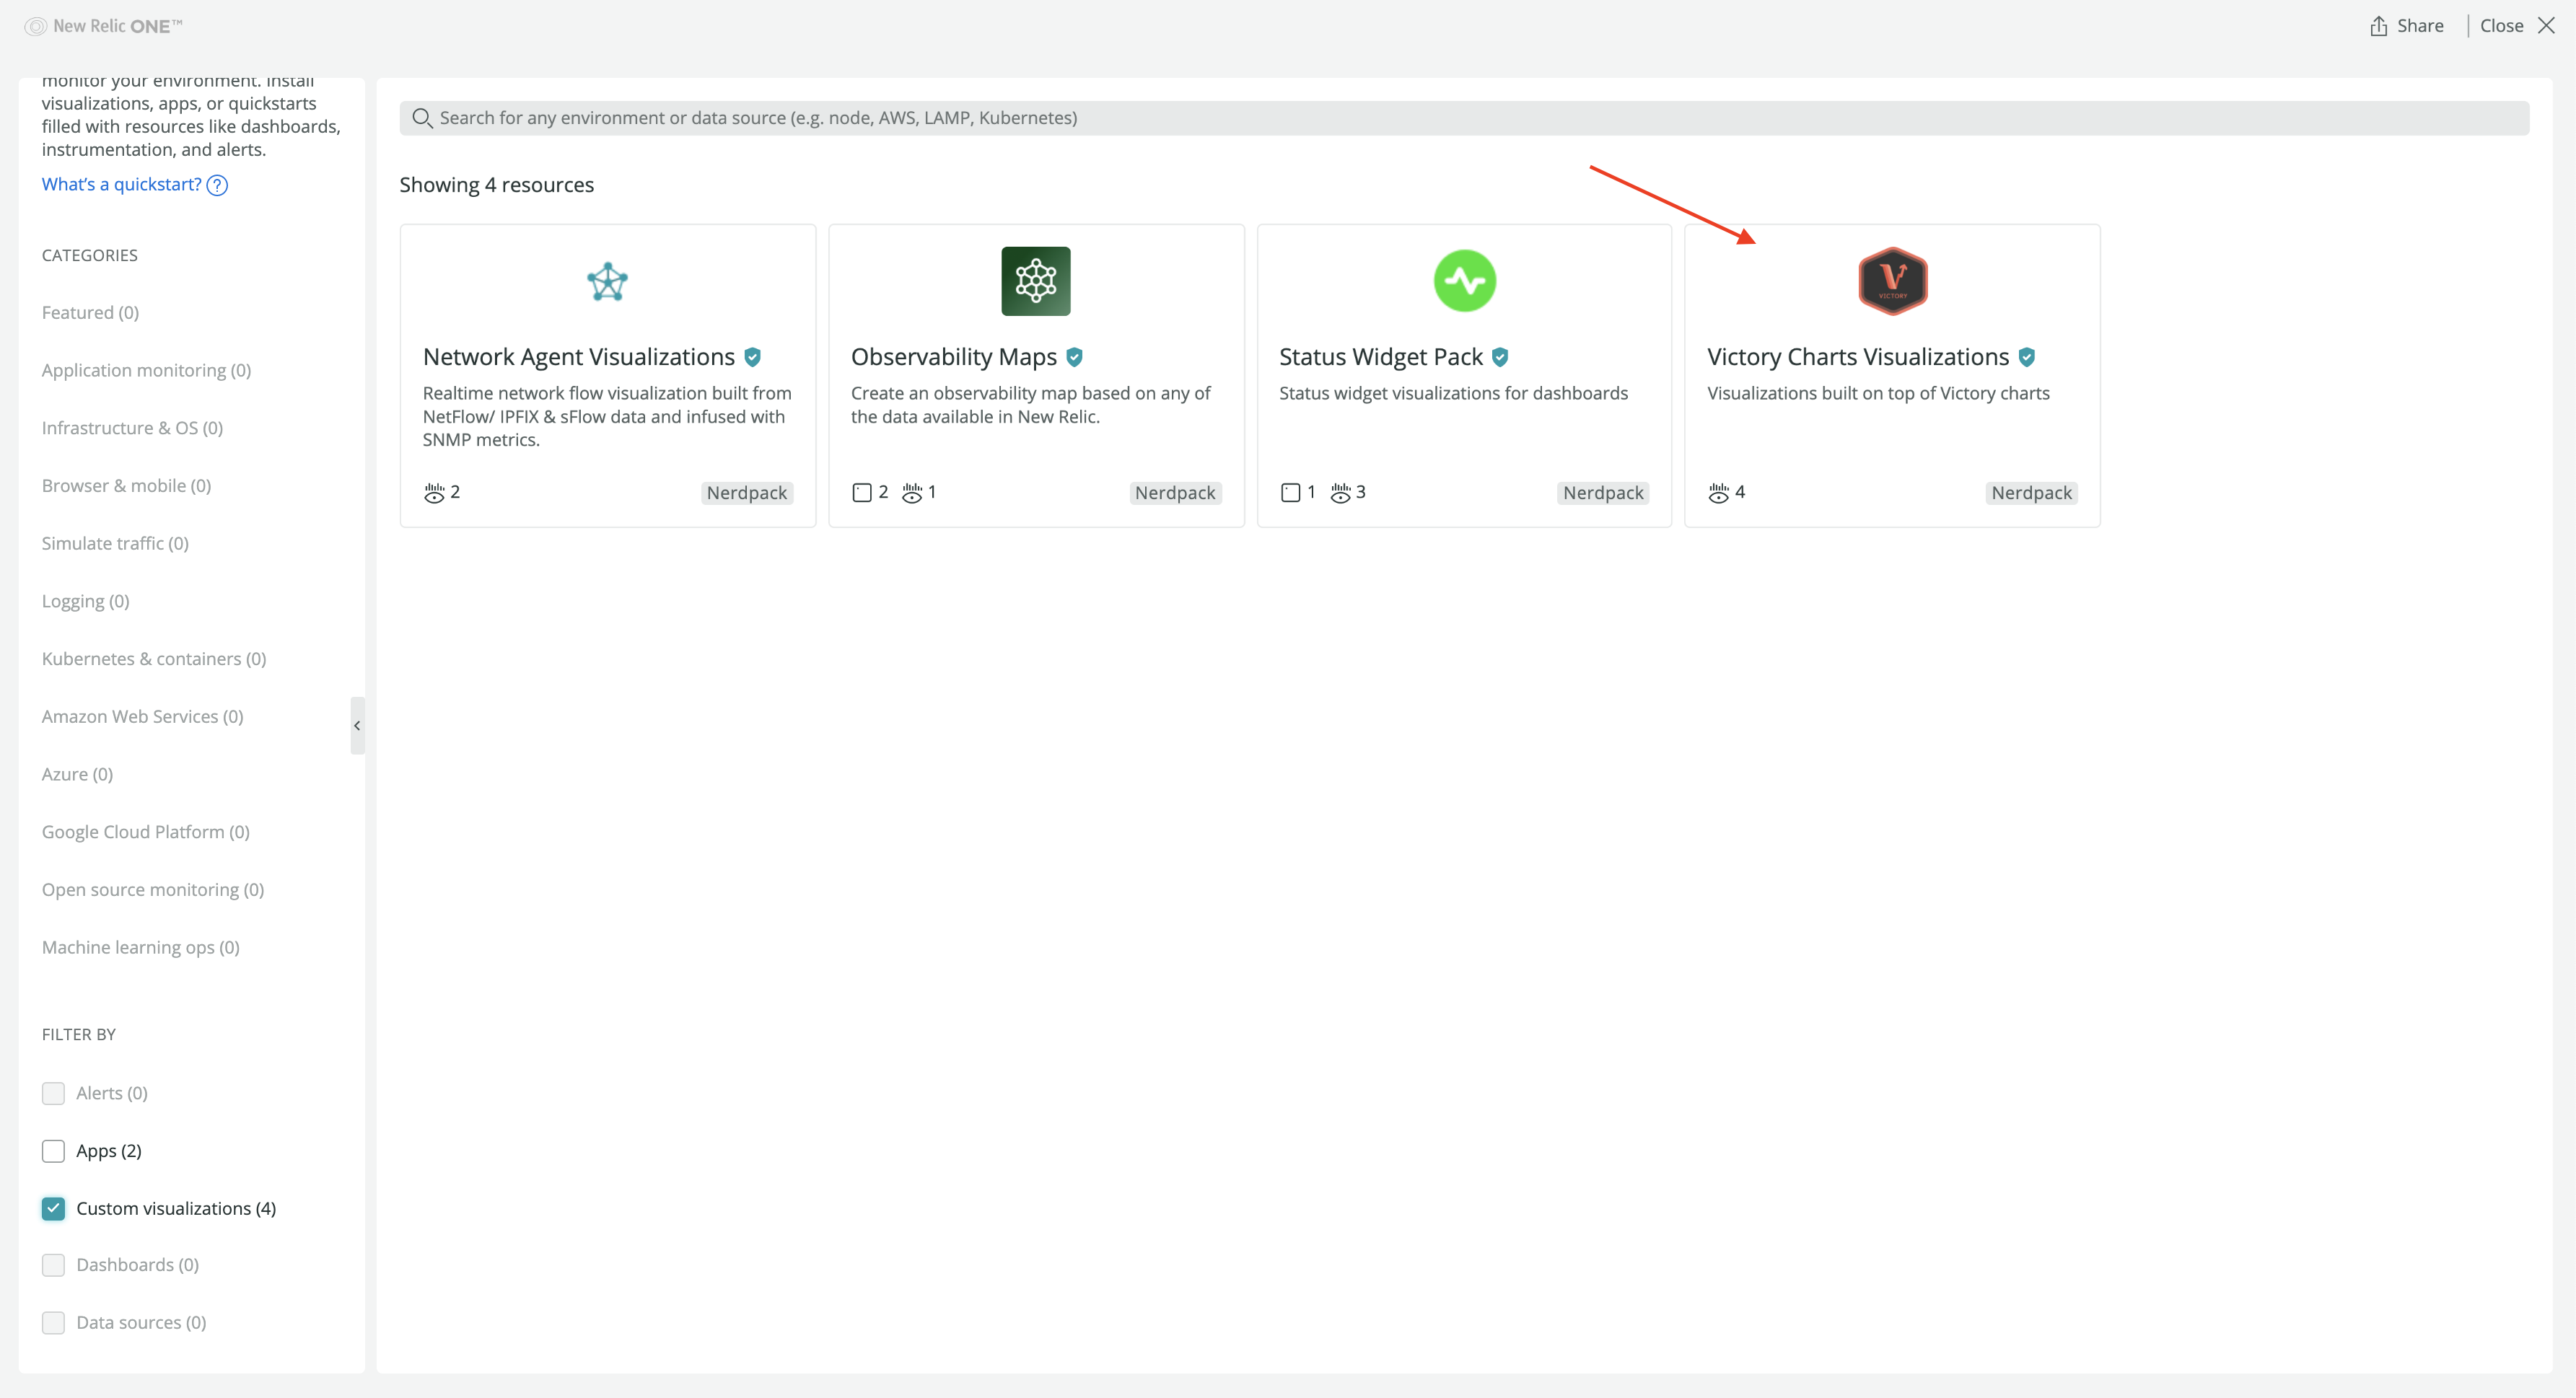 New Relic ONE™
Share
Close
monitor your environment. Install
visualizations, apps, or quickstarts
filled with resources like dashboards,
instrumentation, and alerts.
What's a quickstart? ?
CATEGORIES
Featured (0)
Application monitoring (0)
Infrastructure & OS (0)
Browser & mobile (0)
Simulate traffic (0)
Logging (0)
Kubernetes & containers (0)
Amazon Web Services (0)
Azure (0)
Google Cloud Platform (0)
Open source monitoring (0)
Machine learning ops (0)
FILTER BY
Alerts (0)
Apps (2)
Custom visualizations (4)
Dashboards (0)
Data sources (0)
Search for any environment or data source (e.g. node, AWS, LAMP, Kubernetes)
Showing 4 resources
Network Agent Visualizations
Realtime network flow visualization built from
NetFlow/ IPFIX & sFlow data and infused with
SNMP metrics.
2
Nerdpack
Observability Maps
Create an observability map based on any of
the data available in New Relic.
2
1
Nerdpack
Status Widget Pack
Status widget visualizations for dashboards
1
3
Nerdpack
V
VICTORY
Victory Charts Visualizations
Visualizations built on top of Victory charts
4
Nerdpack